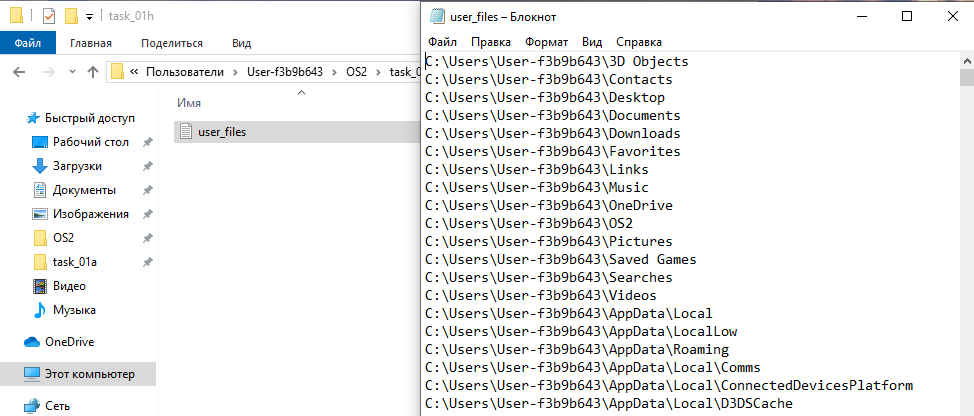 task_01h
Файл
Главная
Поделиться
Вид
« Пользователи › User-f3b9b643 › OS2 ›
Имя
Быстрый доступ
Рабочий стол
Загрузки
Документы
Изображения
OS2
task_01a
Видео
Музыка
OneDrive
Этот компьютер
Сеть
user_files
user_files – Блокнот
Файл Правка Формат Вид Справка
C:\Users\User-f3b9b643\3D Objects
C:\Users\User-f3b9b643\Contacts
C:\Users\User-f3b9b643\Desktop
C:\Users\User-f3b9b643\Documents
C:\Users\User-f3b9b643\Downloads
C:\Users\User-f3b9b643\Favorites
C:\Users\User-f3b9b643\Links
C:\Users\User-f3b9b643\Music
C:\Users\User-f3b9b643\OneDrive
C:\Users\User-f3b9b643\OS2
C:\Users\User-f3b9b643\Pictures
C:\Users\User-f3b9b643\Saved Games
C:\Users\User-f3b9b643\Searches
C:\Users\User-f3b9b643\Videos
C:\Users\User-f3b9b643\AppData\Local
C:\Users\User-f3b9b643\AppData\LocalLow
C:\Users\User-f3b9b643\AppData\Roaming
C:\Users\User-f3b9b643\AppData\Local\Comms
C:\Users\User-f3b9b643\AppData\Local\ConnectedDevicesPlatform
C:\Users\User-f3b9b643\AppData\Local\D3DSCache